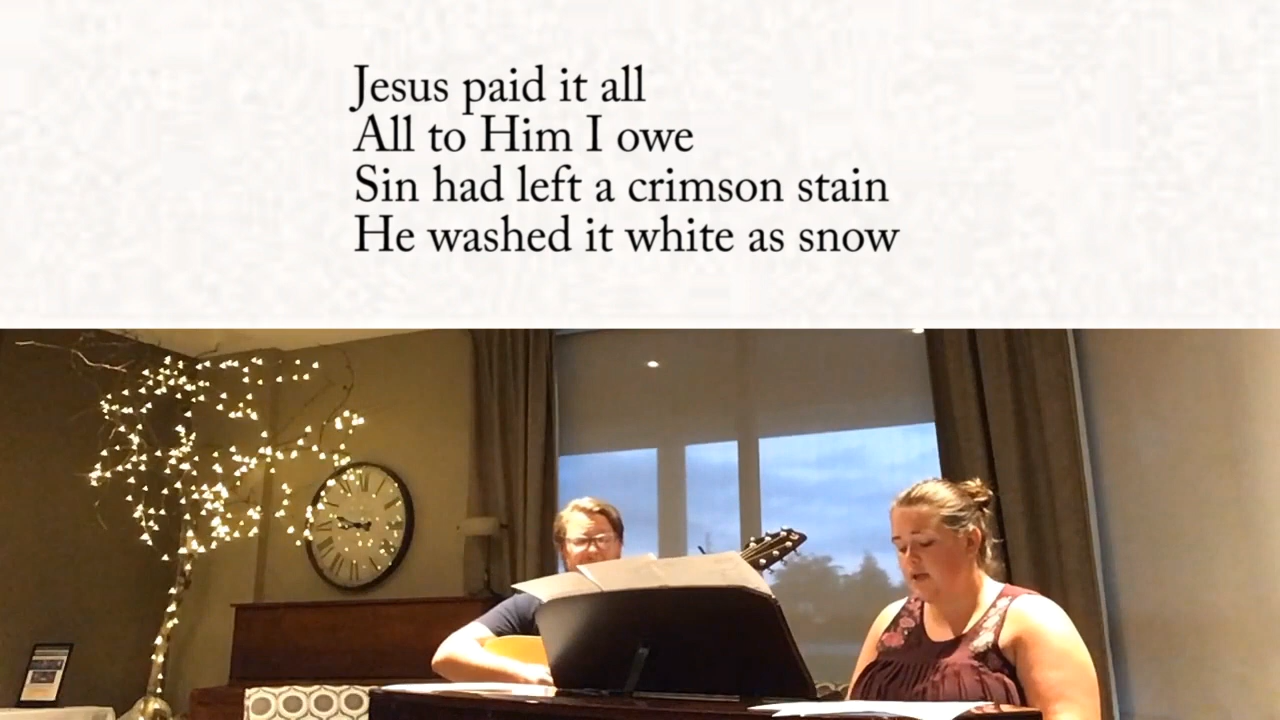 Jesus paid it all
All to Him I owe
Sin had left a crimson stain
He washed it white as snow